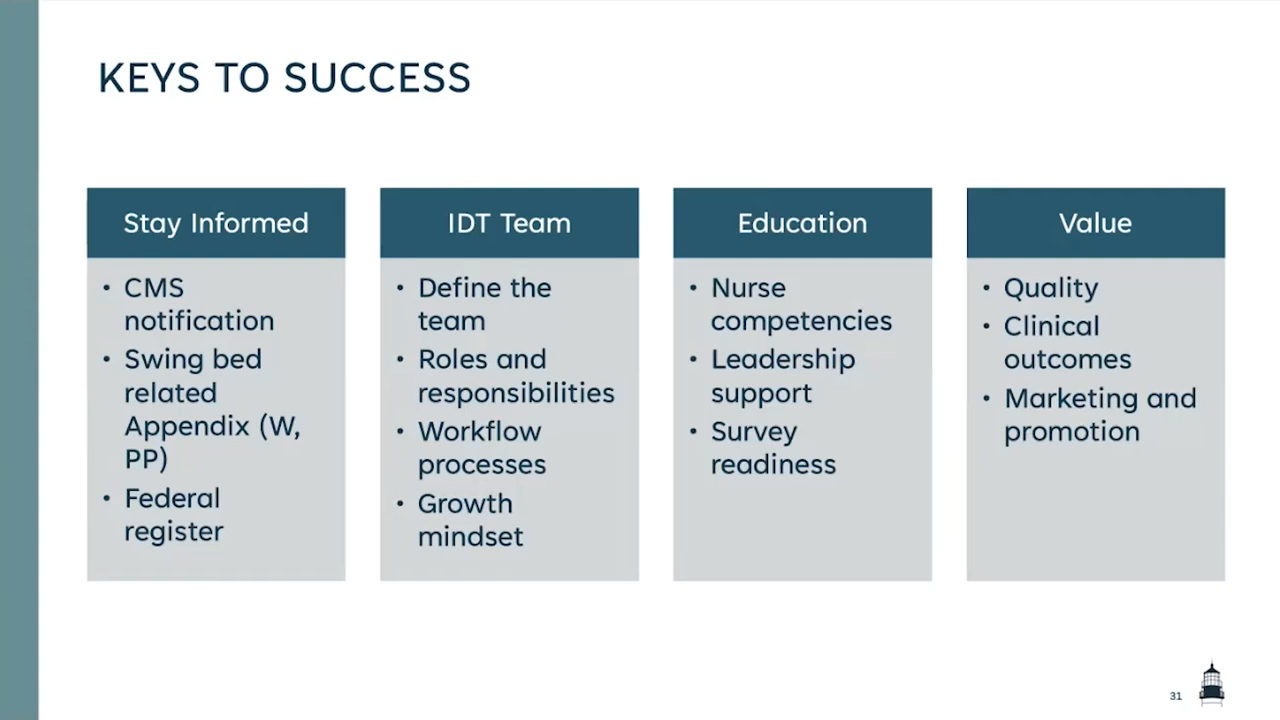 KEYS TO SUCCESS
Stay Informed
• CMS
notification
• Swing bed
related
Appendix (W,
PP)
• Federal
register
IDT Team
• Define the
team
• Roles and
responsibilities
• Workflow
processes
• Growth
mindset
Education
• Nurse
competencies
• Leadership
support
• Survey
readiness
Value
• Quality
• Clinical
outcomes
• Marketing and
promotion
31